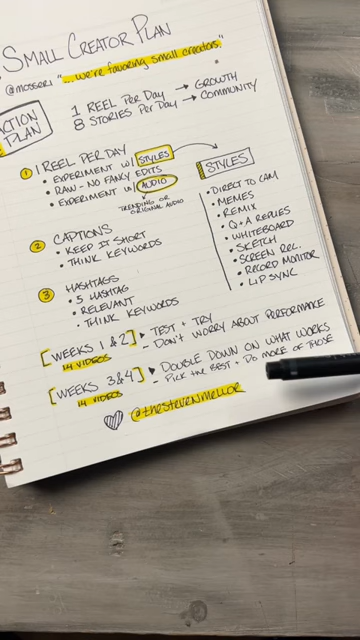 SMALL CREATOR PLAN
@MOSSERI "...we're favoring small creators."
ACTION PLAN
1 REEL PER DAY → GROWTH
8 STORIES PER DAY → COMMUNITY
1 1 REEL PER DAY
• EXPERIMENT W/ STYLES
• RAW - NO FANCY EDITS
• EXPERIMENT W/ AUDIO
TRENDING OR
ORIGINAL AUDIO
STYLES
• DIRECT TO CAM
• MEMES
• REMIX
• Q+A REPLIES
• WHITEBOARD
• SKETCH
• SCREEN REC.
• RECORD MONITOR
• LIP SYNC
2 CAPTIONS
• KEEP IT SHORT
• THINK KEYWORDS
3 HASHTAGS
• 5 HASHTAG
• RELEVANT
• THINK KEYWORDS
[WEEKS 1 & 2] ▸ TEST + TRY
14 VIDEOS - DON'T WORRY ABOUT PERFORMANCE
[WEEKS 3 & 4] ▸ DOUBLE DOWN ON WHAT WORKS
14 VIDEOS - PICK THE BEST + DO MORE OF THOSE
@thestevenmellor